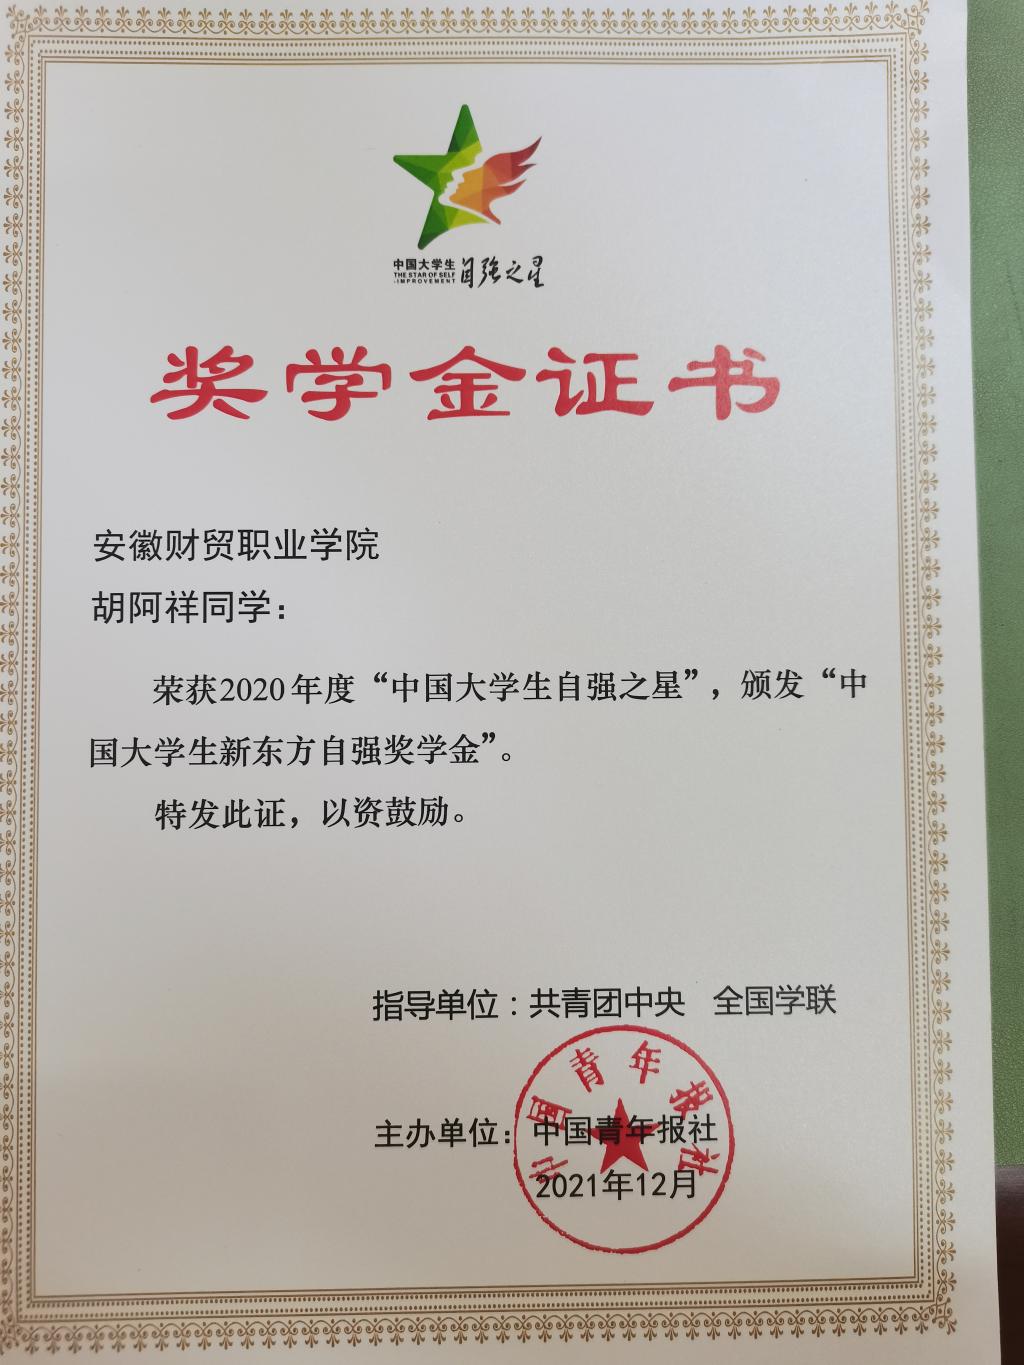 中国大学生
THE STAR OF SELF
-IMPROVEMENT
自强之星
奖学金证书
安徽财贸职业学院
胡阿祥同学：
荣获2020年度“中国大学生自强之星”，颁发“中
国大学生新东方自强奖学金”。
特发此证，以资鼓励。
指导单位：共青团中央　全国学联
主办单位：中国青年报社
2021年12月
中国青年报社